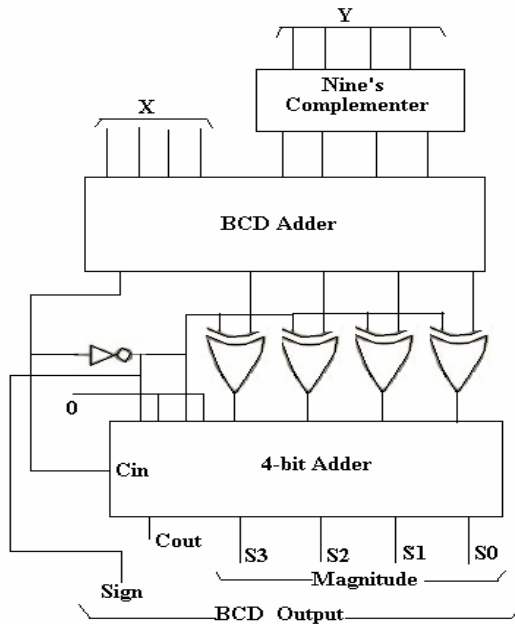 Y
Nine's
Complementer
X
BCD Adder
0
Cin
4-bit Adder
Cout
S3
S2
S1
S0
Sign
Magnitude
BCD Output